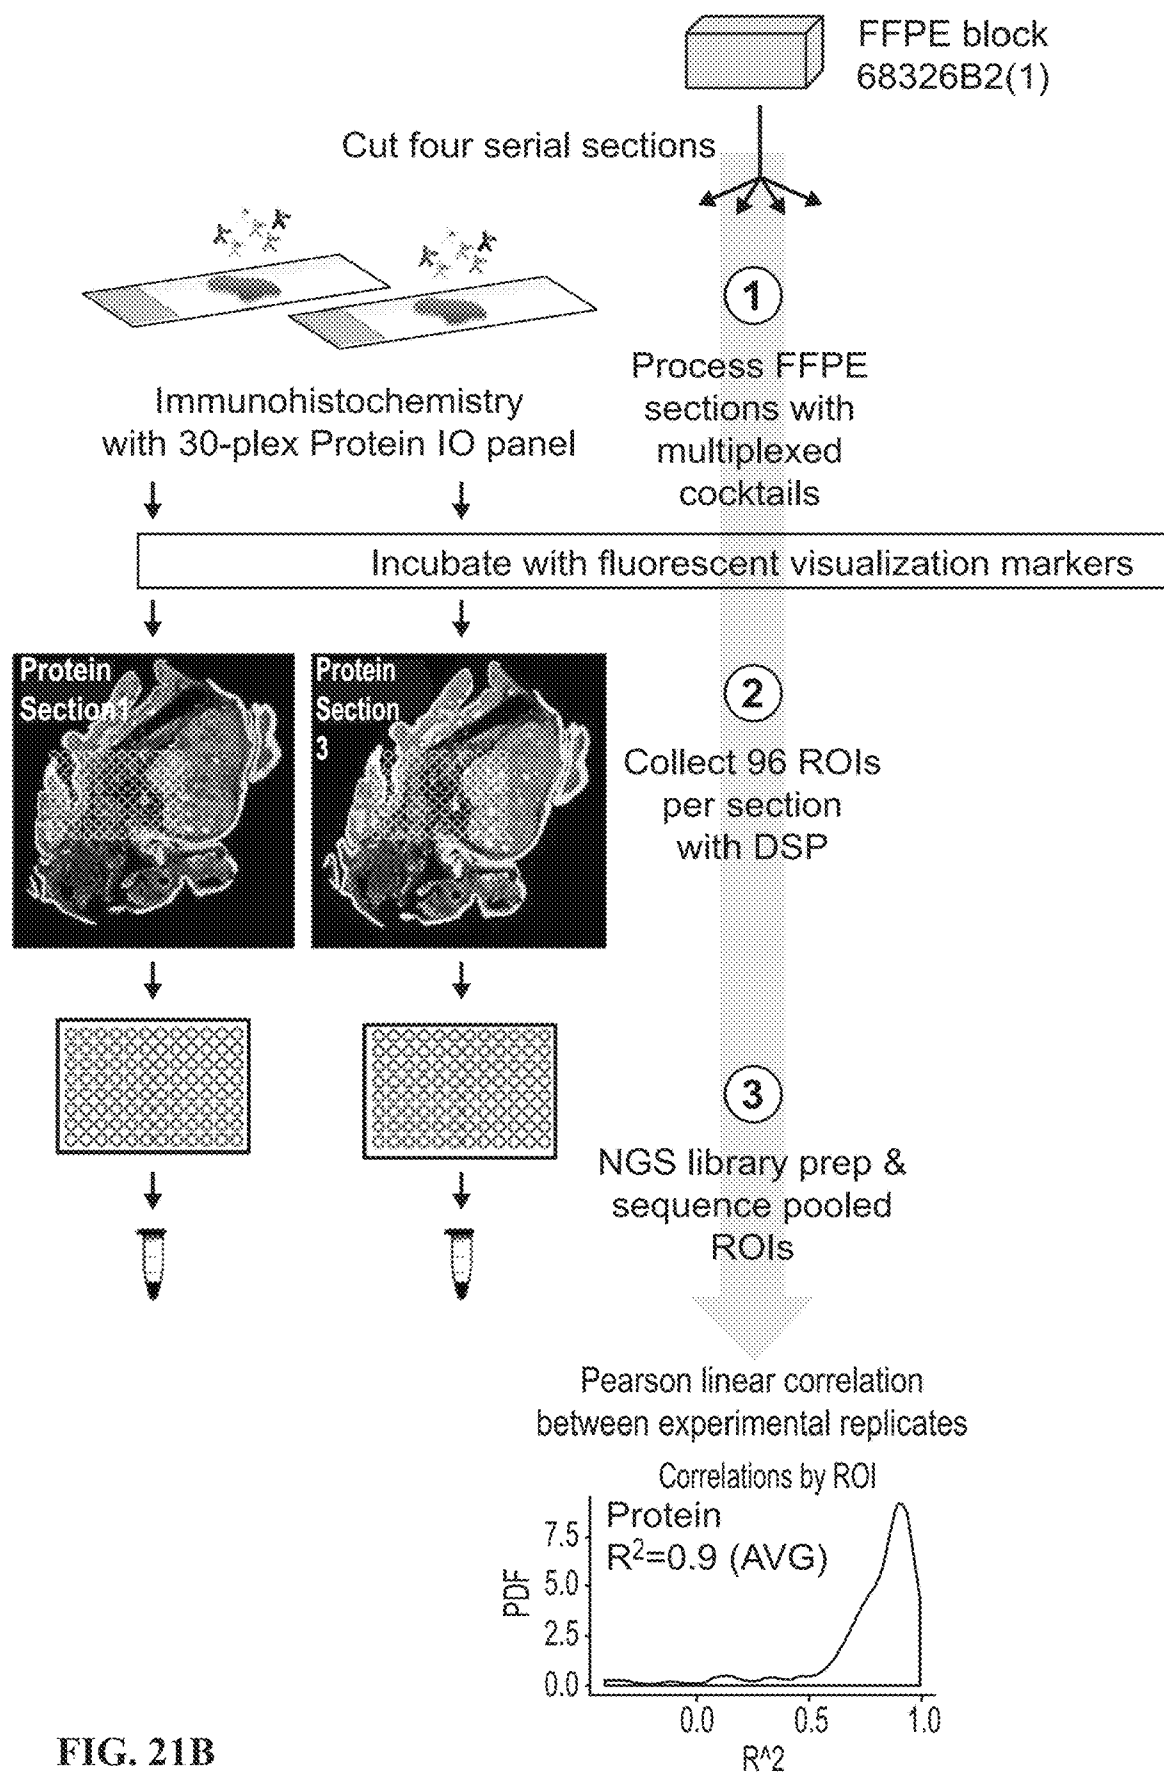 FFPE block
68326B2(1)
Cut four serial sections
1
Process FFPE
sections with
multiplexed
cocktails
Immunohistochemistry
with 30-plex Protein IO panel
Incubate with fluorescent visualization markers
Protein
Section1
Protein
Section
3
2
Collect 96 ROIs
per section
with DSP
3
NGS library prep &
sequence pooled
ROIs
Pearson linear correlation
between experimental replicates
Correlations by ROI
Protein
R²=0.9 (AVG)
PDF
7.5
5.0
2.5
0.0
0.0 0.5 1.0
R^2
FIG. 21B